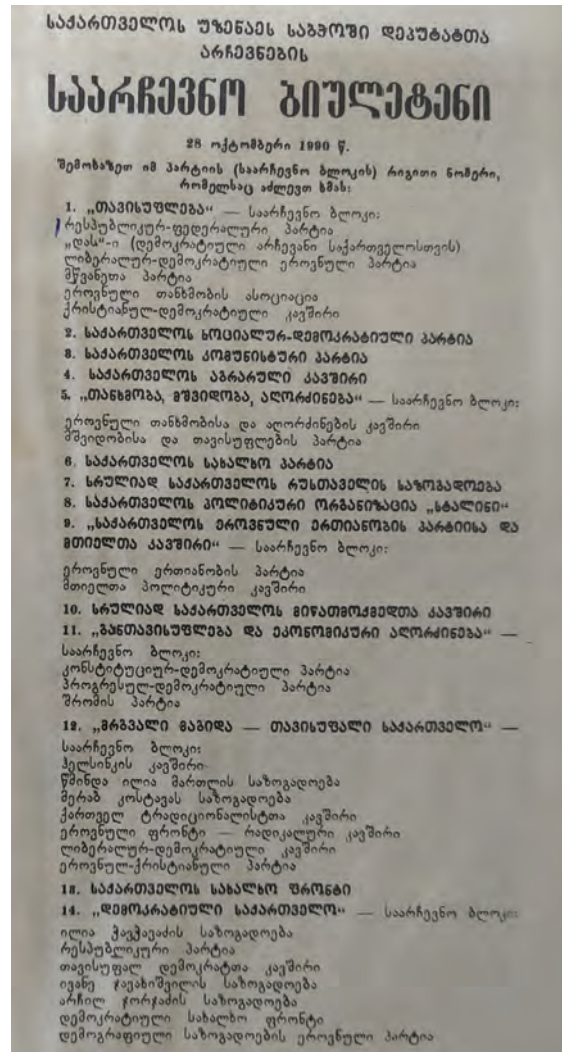 საქართველოს უზენაეს საბჭოში დეპუტატთა
არჩევნების
საარჩევნო ბიულეტენი
28 ოქტომბერი 1990 წ.
შემოხაზეთ იმ პარტიის (საარჩევნო ბლოკის) რიგითი ნომერი,
რომელსაც აძლევთ ხმას:
1. „თავისუფლება“ — საარჩევნო ბლოკი:
რესპუბლიკურ-ფედერალური პარტია
„დას“-ი (დემოკრატიული არჩევანი საქართველოსთვის)
ლიბერალურ-დემოკრატიული ეროვნული პარტია
მწვანეთა პარტია
ეროვნული თანხმობის ასოციაცია
ქრისტიანულ-დემოკრატიული კავშირი
2. საქართველოს სოციალურ-დემოკრატიული პარტია
3. საქართველოს კომუნისტური პარტია
4. საქართველოს აგრარული კავშირი
5. „თანხმობა, მშვიდობა, აღორძინება“ — საარჩევნო ბლოკი:
ეროვნული თანხმობისა და აღორძინების კავშირი
მშვიდობისა და თავისუფლების პარტია
6. საქართველოს სახალხო პარტია
7. სრულიად საქართველოს რუსთაველის საზოგადოება
8. საქართველოს პოლიტიკური ორგანიზაცია „სტალინი“
9. „საქართველოს ეროვნული ერთიანობის პარტიისა და
მთიელთა კავშირი“ — საარჩევნო ბლოკი:
ეროვნული ერთიანობის პარტია
მთიელთა პოლიტიკური კავშირი
10. სრულიად საქართველოს მიწათმოქმედთა კავშირი
11. „განთავისუფლება და ეკონომიკური აღორძინება“ —
საარჩევნო ბლოკი:
კონსტიტუციურ-დემოკრატიული პარტია
პროგრესულ-დემოკრატიული პარტია
შრომის პარტია
12. „მრგვალი მაგიდა — თავისუფალი საქართველო“ —
საარჩევნო ბლოკი:
ჰელსინკის კავშირი
წმინდა ილია მართლის საზოგადოება
მერაბ კოსტავას საზოგადოება
ქართველ ტრადიციონალისტთა კავშირი
ეროვნული ფრონტი — რადიკალური კავშირი
ლიბერალურ-დემოკრატიული კავშირი
ეროვნულ-ქრისტიანული პარტია
13. საქართველოს სახალხო ფრონტი
14. „დემოკრატიული საქართველო“ — საარჩევნო ბლოკი:
ილია ჭავჭავაძის საზოგადოება
რესპუბლიკური პარტია
თავისუფალ დემოკრატთა კავშირი
ივანე ჯავახიშვილის საზოგადოება
არჩილ ჯორჯაძის საზოგადოება
დემოკრატიული სახალხო ფრონტი
დემოგრაფიული საზოგადოების ეროვნული პარტია